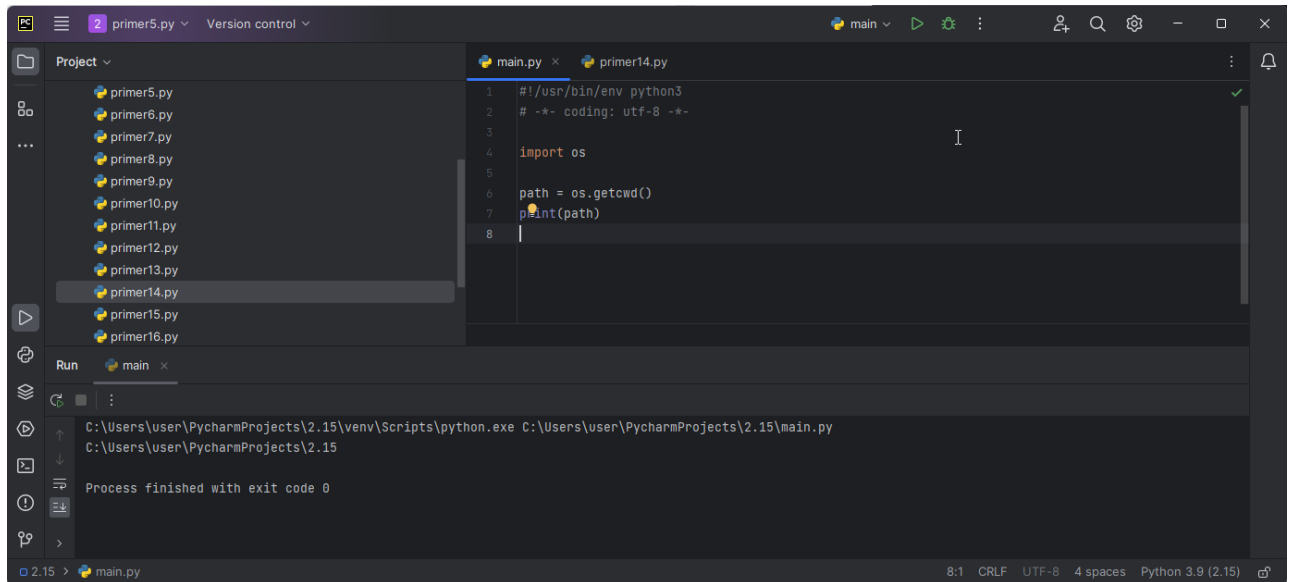 PC
2 primer5.py Version control main
Project
main.py
primer14.py
primer5.py
primer6.py
primer7.py
primer8.py
primer9.py
primer10.py
primer11.py
primer12.py
primer13.py
primer14.py
primer15.py
primer16.py
1 #!/usr/bin/env python3
2 # -*- coding: utf-8 -*-
3
4 import os
5
6 path = os.getcwd()
7 print(path)
8
Run main
C:\Users\user\PycharmProjects\2.15\venv\Scripts\python.exe C:\Users\user\PycharmProjects\2.15\main.py
C:\Users\user\PycharmProjects\2.15
Process finished with exit code 0
2.15 > main.py 8:1 CRLF UTF-8 4 spaces Python 3.9 (2.15)